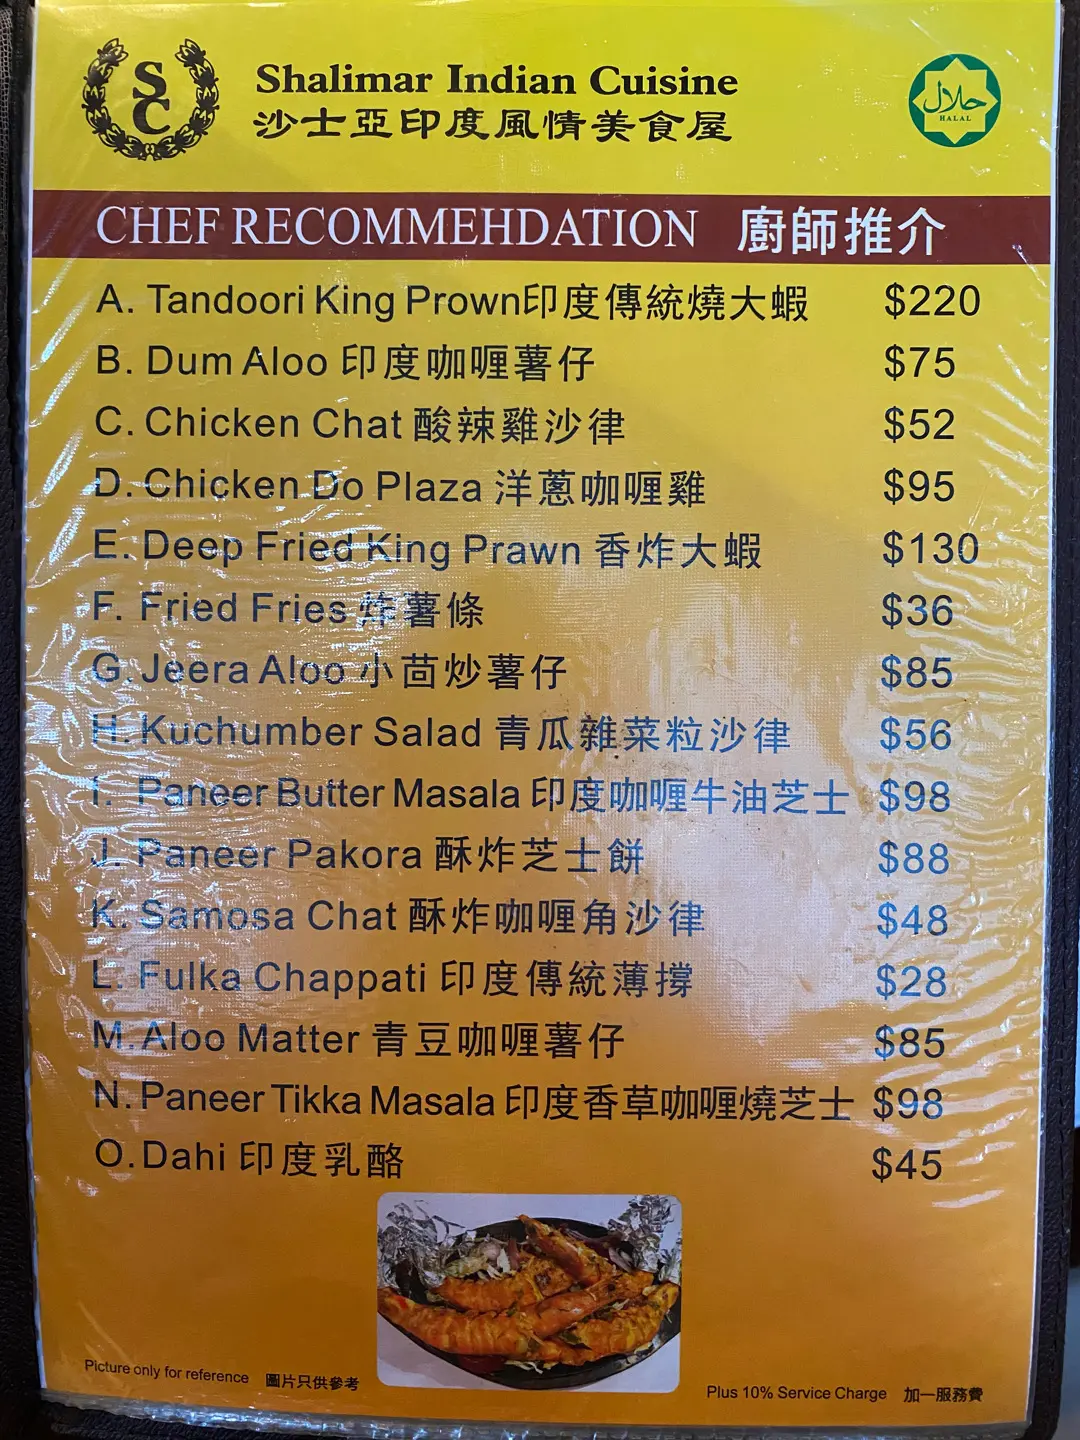 SC
Shalimar Indian Cuisine
沙士亞印度風情美食屋
حلال
HALAL
CHEF RECOMMEHDATION 廚師推介
A. Tandoori King Prown印度傳統燒大蝦 $220
B. Dum Aloo 印度咖喱薯仔 $75
C. Chicken Chat 酸辣雞沙律 $52
D. Chicken Do Plaza 洋蔥咖喱雞 $95
E. Deep Fried King Prawn 香炸大蝦 $130
F. Fried Fries 炸薯條 $36
G. Jeera Aloo 小茴炒薯仔 $85
H. Kuchumber Salad 青瓜雜菜粒沙律 $56
I. Paneer Butter Masala 印度咖喱牛油芝士 $98
J. Paneer Pakora 酥炸芝士餅 $88
K. Samosa Chat 酥炸咖喱角沙律 $48
L. Fulka Chappati 印度傳統薄撐 $28
M. Aloo Matter 青豆咖喱薯仔 $85
N. Paneer Tikka Masala 印度香草咖喱燒芝士 $98
O. Dahi 印度乳酪 $45
Picture only for reference 圖片只供參考
Plus 10% Service Charge 加一服務費